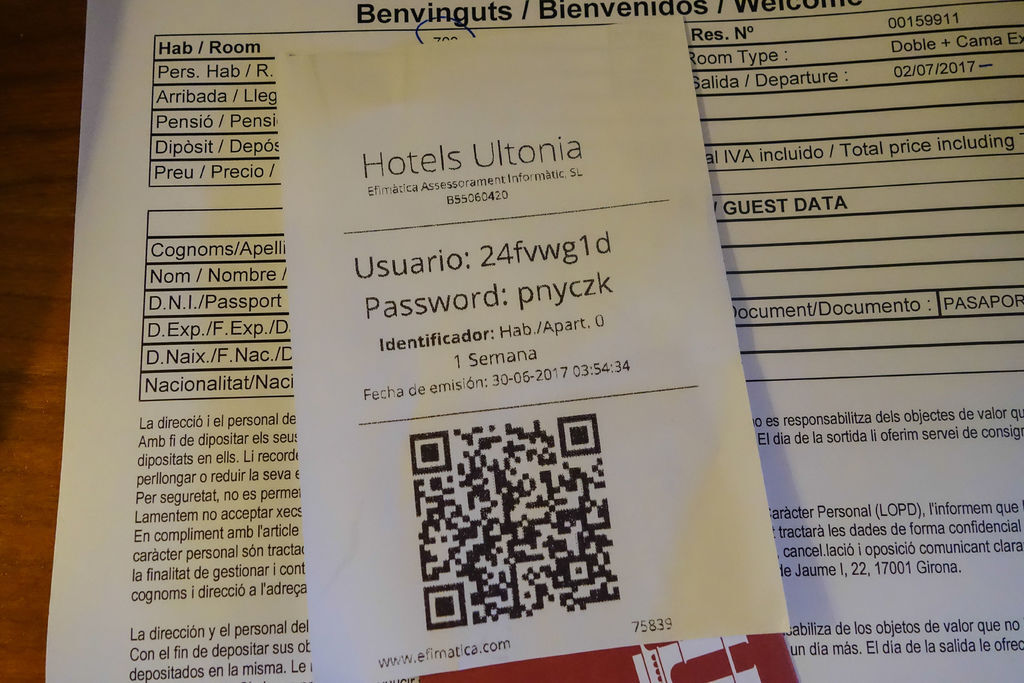 Benvinguts / Bienvenidos / Welcome
Hab / Room
Pers. Hab / R.
Arribada / Lleg
Pensió / Pensi
Dipòsit / Depós
Preu / Precio /
Res. Nº 00159911
Room Type : Doble + Cama Ex
Salida / Departure : 02/07/2017
al IVA incluido / Total price including
/ GUEST DATA
Cognoms/Apelli
Nom / Nombre /
D.N.I./Passport
D.Exp./F.Exp./D.
D.Naix./F.Nac./D
Nacionalitat/Naci
Document/Documento : PASAPOR
Hotels Ultonia
Efimàtica Assessorament Informàtic, SL
B55060420
Usuario: 24fvwg1d
Password: pnyczk
Identificador: Hab./Apart. 0
1 Semana
Fecha de emisión: 30-06-2017 03:54:34
75839
www.efimatica.com
La direcció i el personal de
Amb fi de dipositar els seus
dipositats en ells. Li recorde
perllongar o reduir la seva e
Per seguretat, no es permet
Lamentem no acceptar xecs
En compliment amb l'article
caràcter personal són tracta
la finalitat de gestionar i cont
cognoms i direcció a l'adreça
no es responsabilitza dels objectes de valor qu
El dia de la sortida li oferim servei de consign
Caràcter Personal (LOPD), l'informem que
tractarà les dades de forma confidencial
cancel.lació i oposició comunicant clara
de Jaume I, 22, 17001 Girona.
La dirección y el personal del
Con el fin de depositar sus ob
depositados en la misma. Le
sabiliza de los objetos de valor que no
un día más. El día de la salida le ofrec